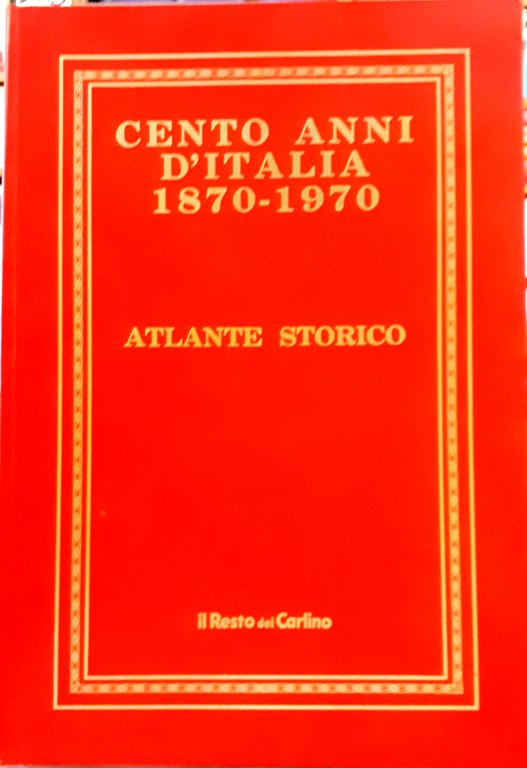 CENTO ANNI
D'ITALIA
1870-1970
ATLANTE STORICO
il Resto del Carlino